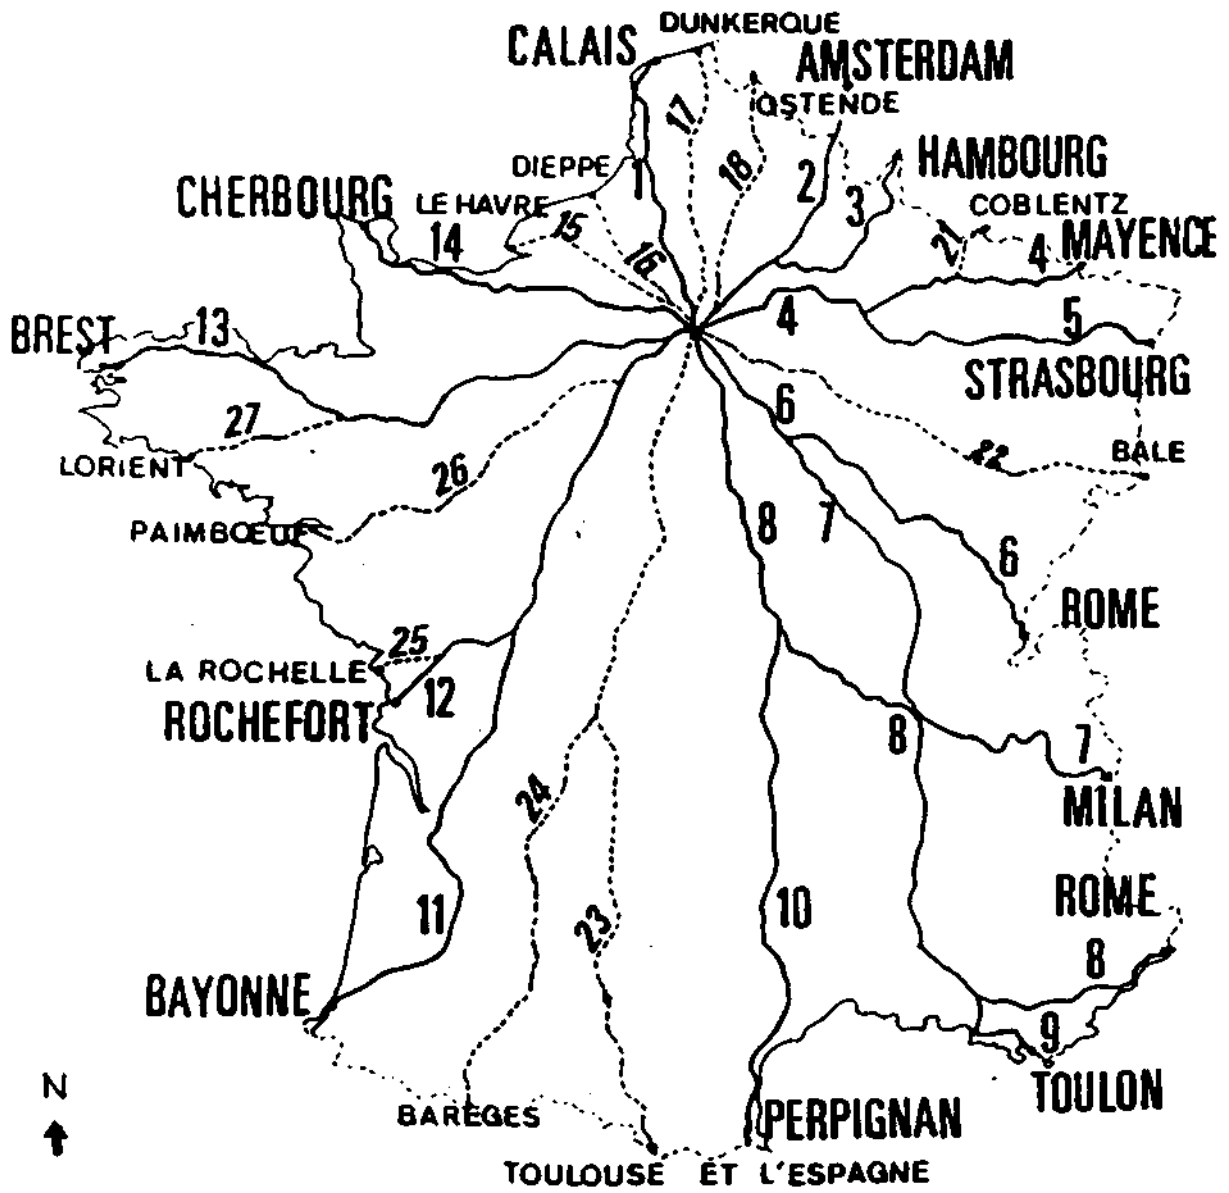 DUNKERQUE
CALAIS
AMSTERDAM
OSTENDE
17
HAMBOURG
DIEPPE
1
18
2
3
CHERBOURG
LE HAVRE
COBLENTZ
15
14
16
21
4
MAYENCE
BREST
13
4
5
STRASBOURG
6
27
22
BALE
LORIENT
26
PAIMBŒUF
8
7
6
ROME
25
LA ROCHELLE
12
ROCHEFORT
8
7
24
MILAN
11
23
10
ROME
8
BAYONNE
9
N
TOULON
BARÈGES
PERPIGNAN
TOULOUSE ET L'ESPAGNE